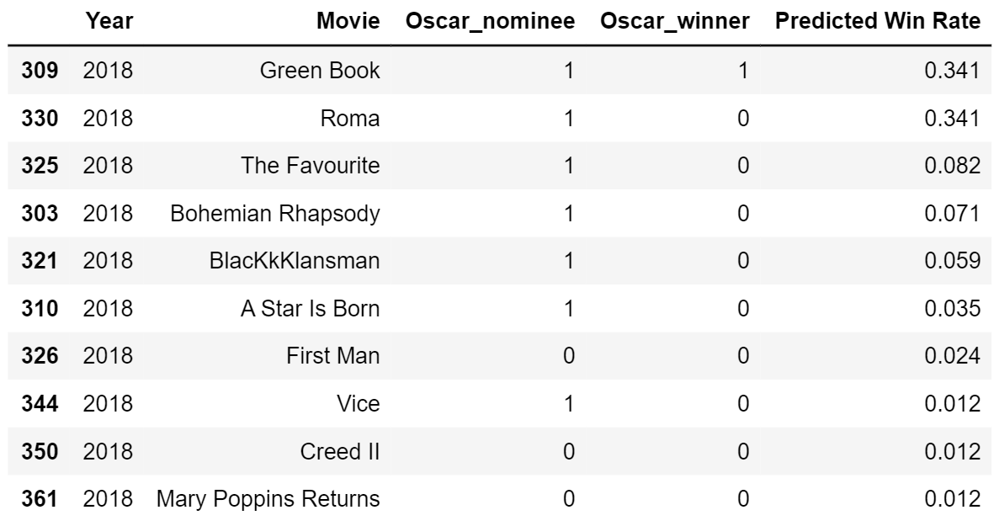 Year Movie Oscar_nominee Oscar_winner Predicted Win Rate
309 2018 Green Book 1 1 0.341
330 2018 Roma 1 0 0.341
325 2018 The Favourite 1 0 0.082
303 2018 Bohemian Rhapsody 1 0 0.071
321 2018 BlacKkKlansman 1 0 0.059
310 2018 A Star Is Born 1 0 0.035
326 2018 First Man 0 0 0.024
344 2018 Vice 1 0 0.012
350 2018 Creed II 0 0 0.012
361 2018 Mary Poppins Returns 0 0 0.012